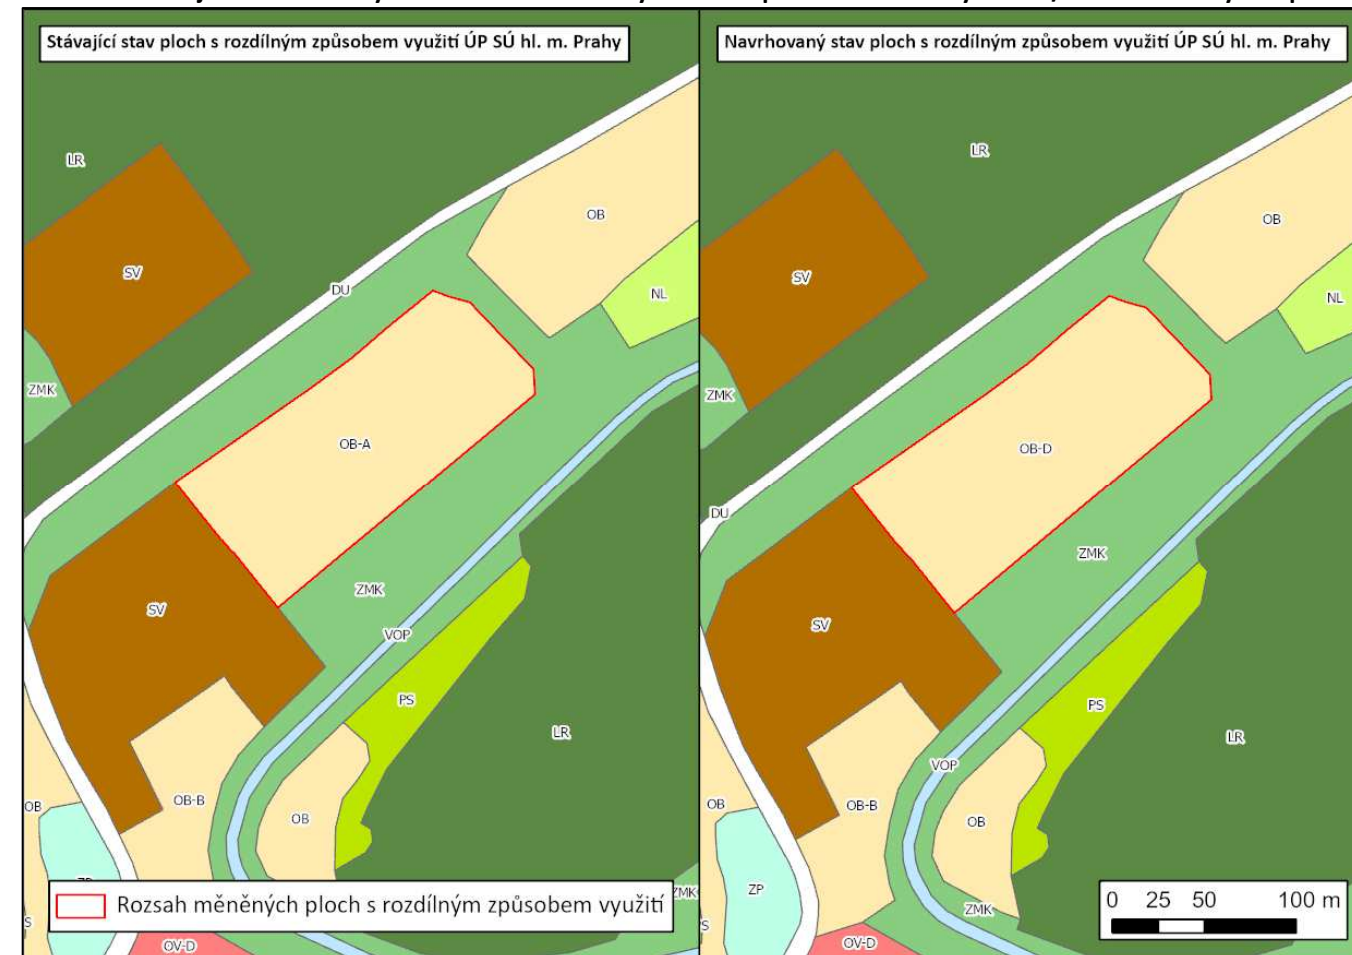 Stávající stav ploch s rozdílným způsobem využití ÚP SÚ hl. m. Prahy
LR
SV
DU
OB
NL
ZMK
OB-A
SV
ZMK
VOP
PS
LR
OB
OB-B
OB
ZMK
OV-D
Rozsah měněných ploch s rozdílným způsobem využití
Navrhovaný stav ploch s rozdílným způsobem využití ÚP SÚ hl. m. Prahy
LR
SV
OB
NL
ZMK
OB-D
DU
ZMK
SV
PS
LR
VOP
OB
OB-B
OB
ZP
ZMK
OV-D
0 25 50 100 m